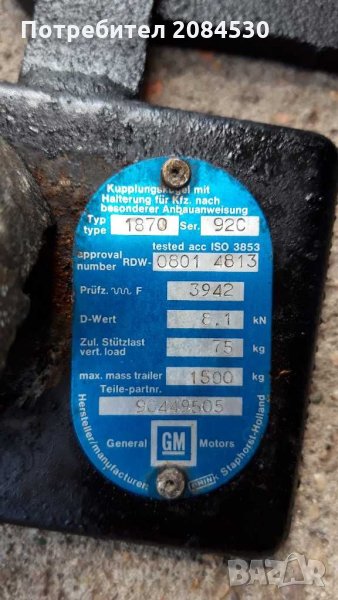 Потребител 2084530
Kupplungskugel mit
Halterung für Kfz. nach
besonderer Anbauanweisung
Typ type 1870 Ser. 92C
tested acc ISO 3853
approval number RDW- 0801 4813
Prüfz. F 3942
D-Wert 8.1 kN
Zul. Stützlast vert. load 75 kg
max. mass trailer 1500 kg
Teile-partnr.
90449505
General GM Motors
Hersteller/manufacturer BRINK Staphorst-Holland
BAZAR